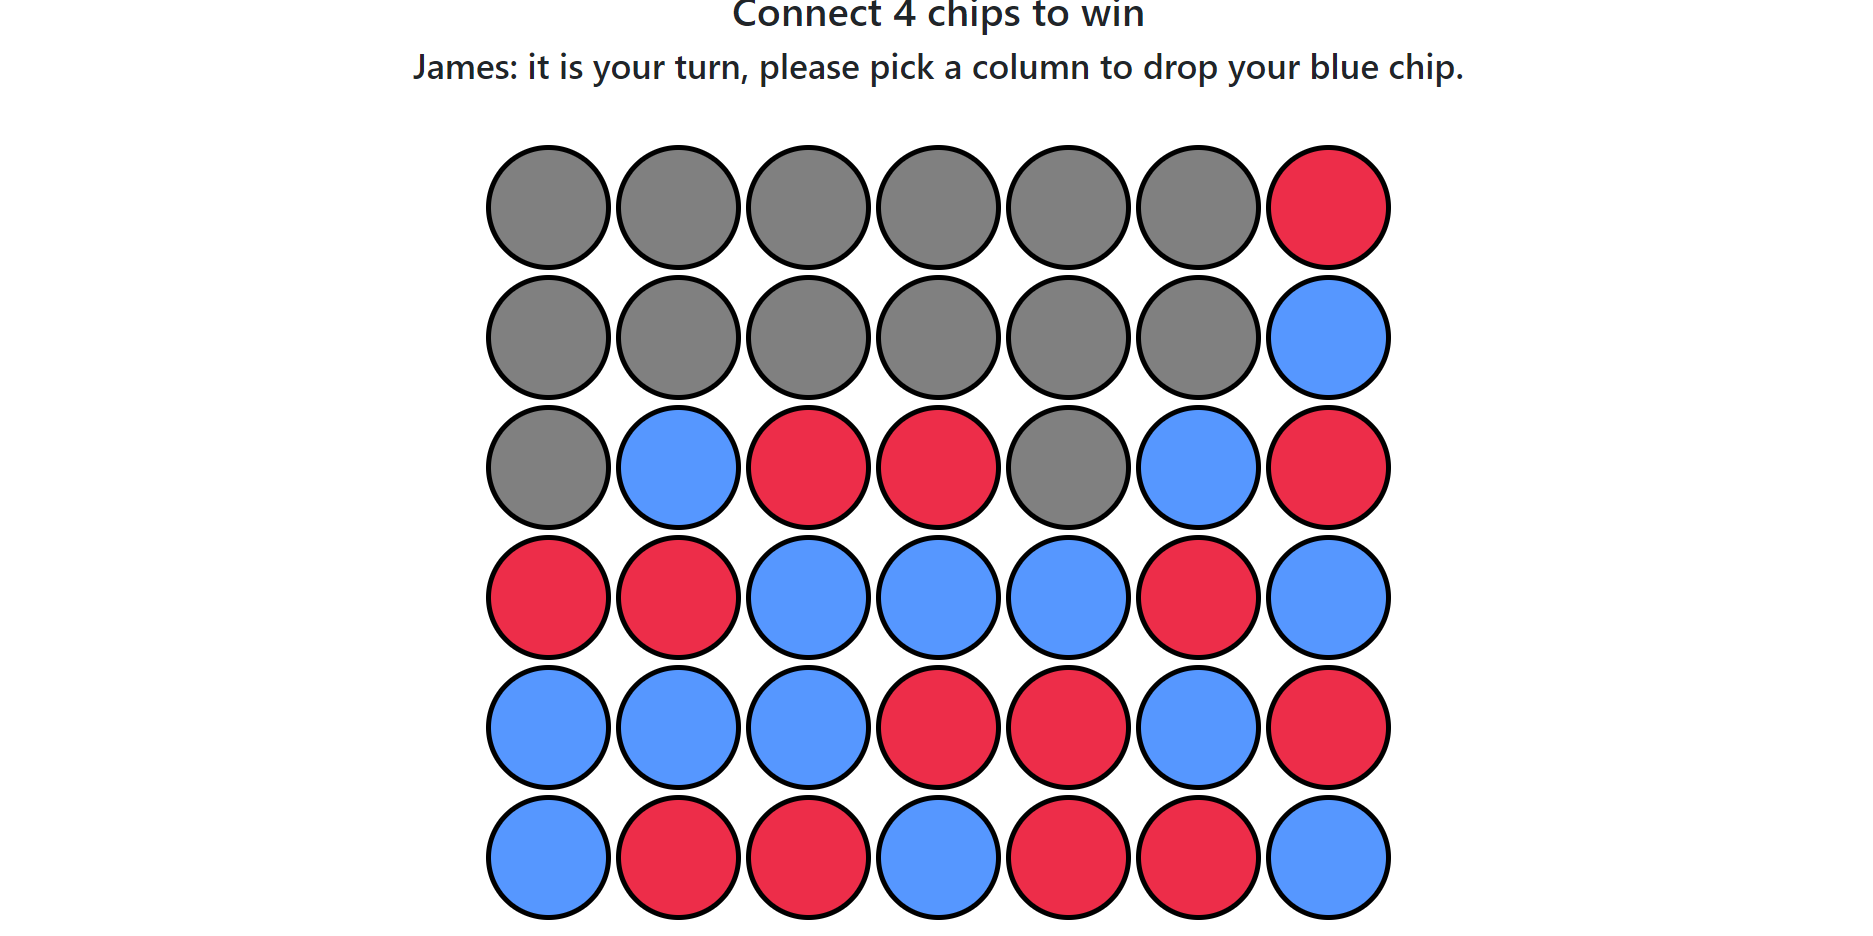 Connect 4 chips to win
James: it is your turn, please pick a column to drop your blue chip.